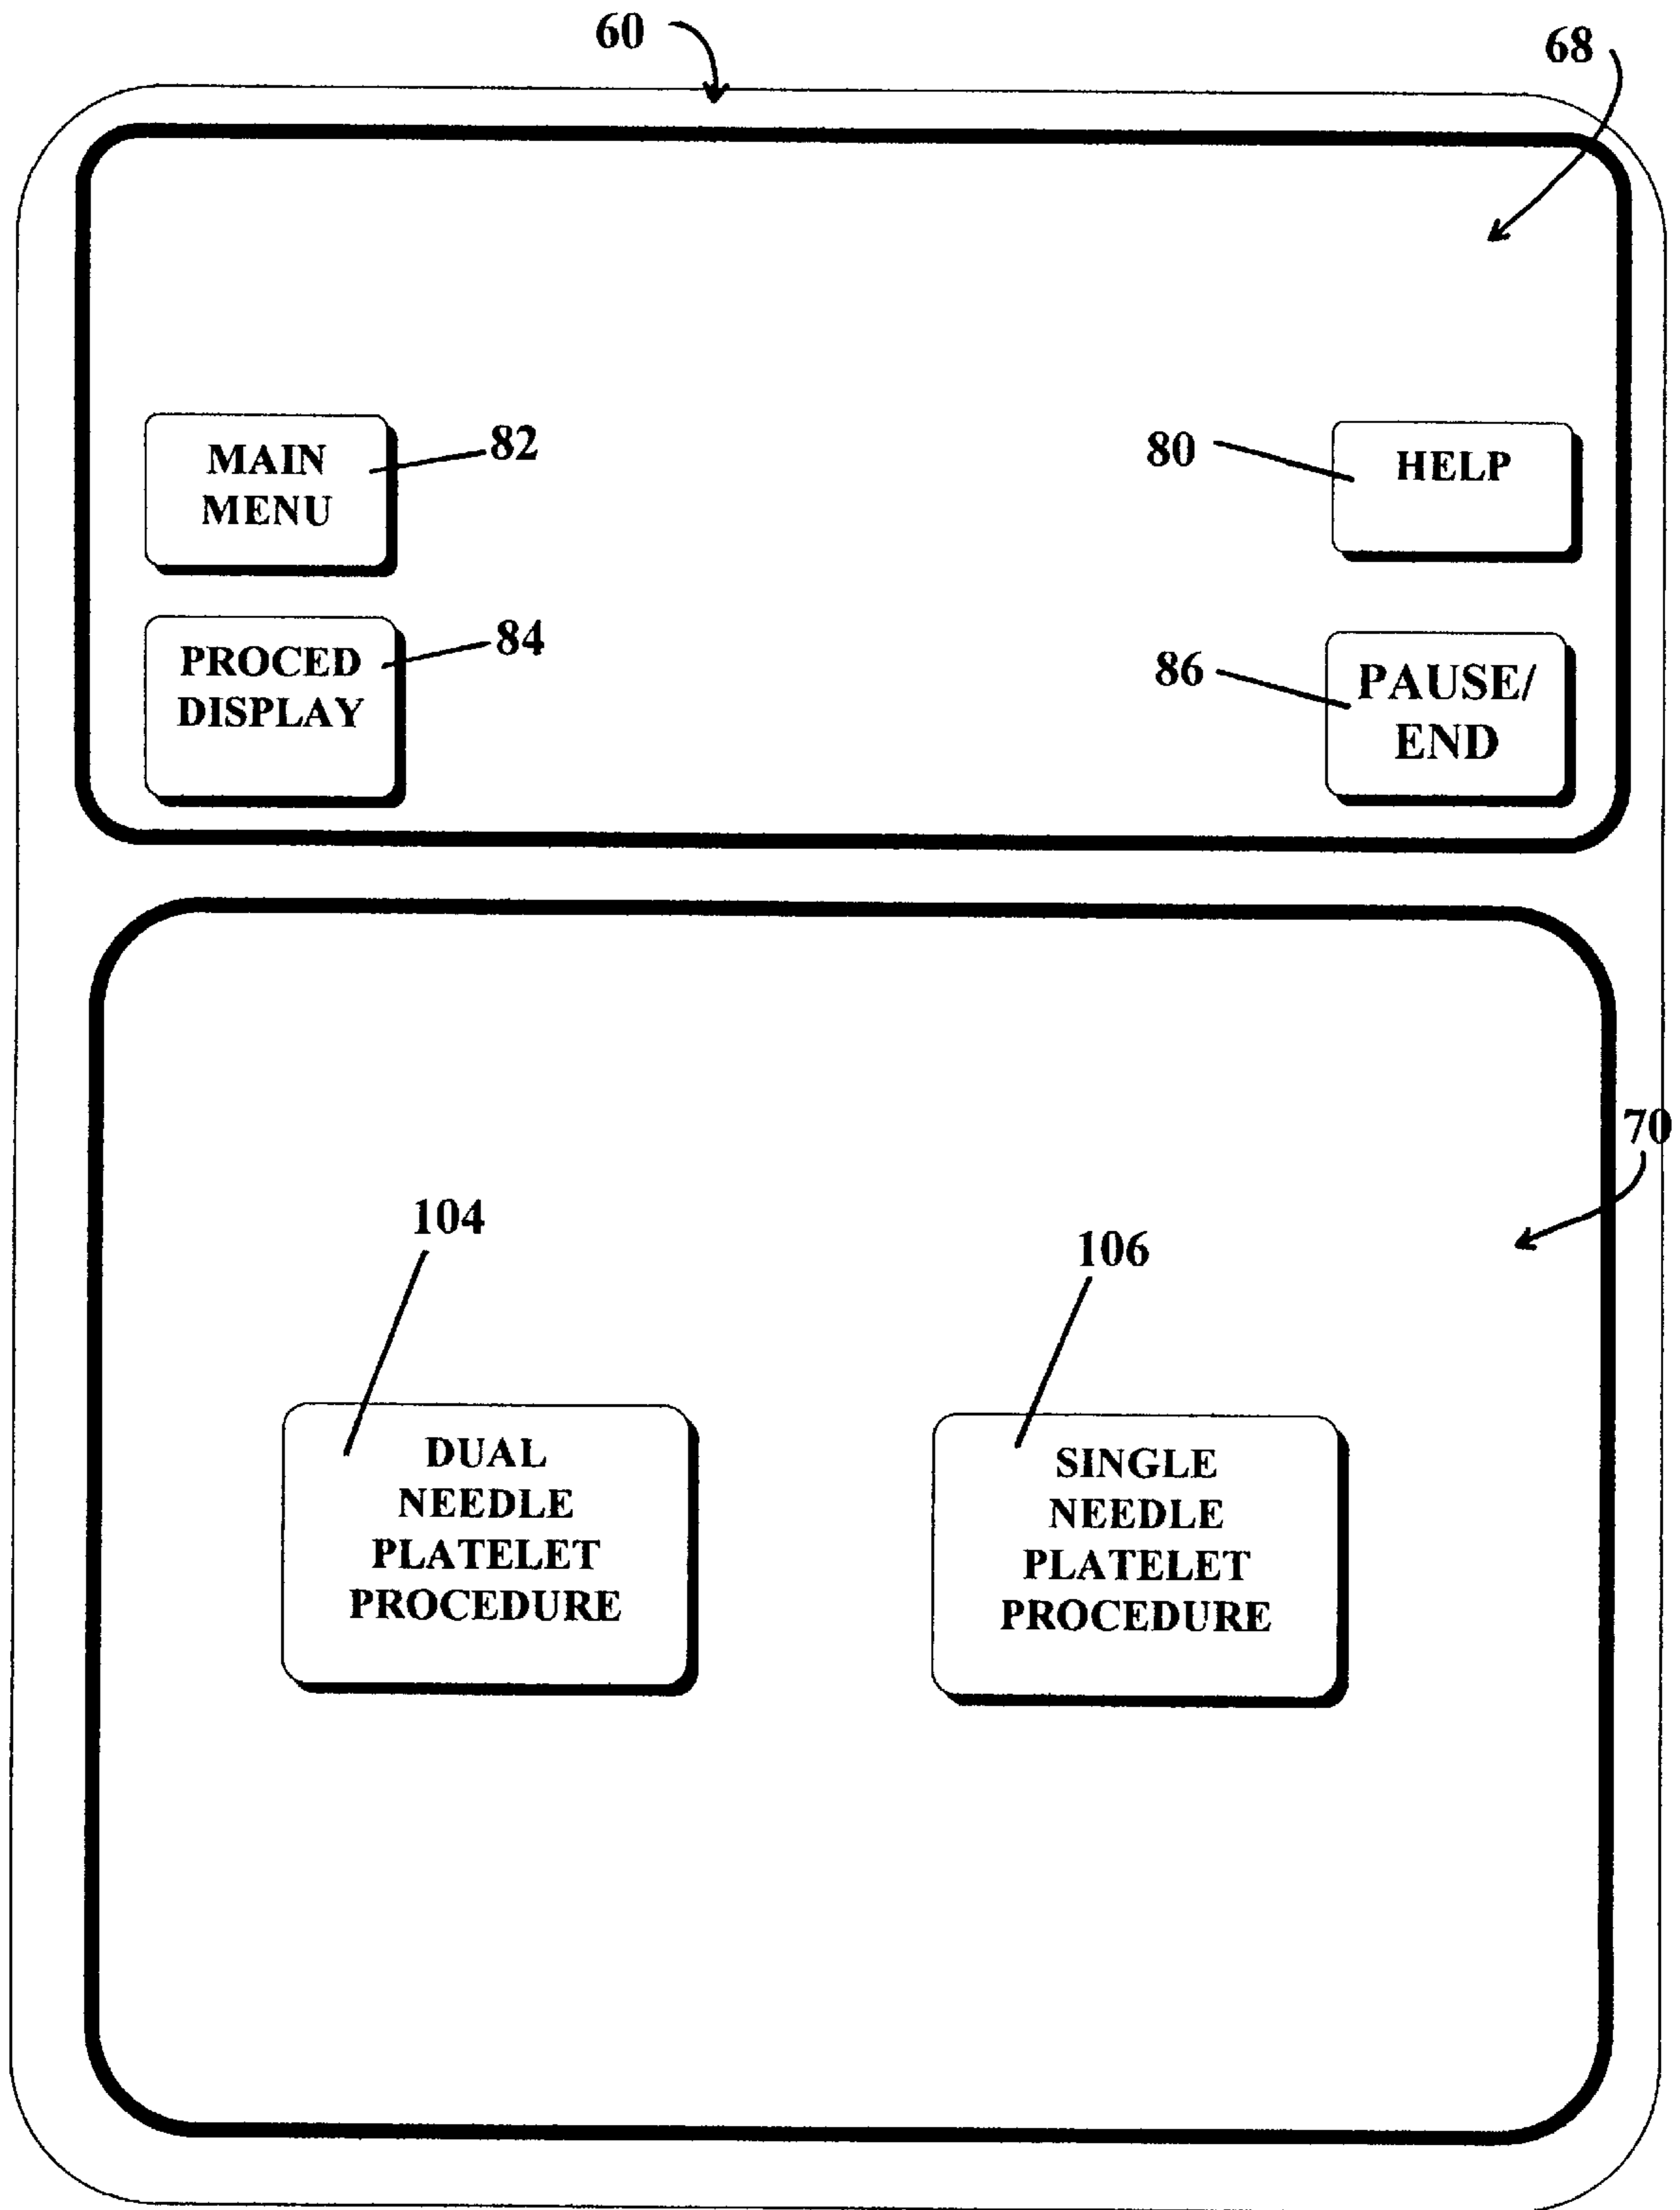 60
68
MAIN
MENU
82
80
HELP
PROCED
DISPLAY
84
86
PAUSE/
END
70
104
106
DUAL
NEEDLE
PLATELET
PROCEDURE
SINGLE
NEEDLE
PLATELET
PROCEDURE